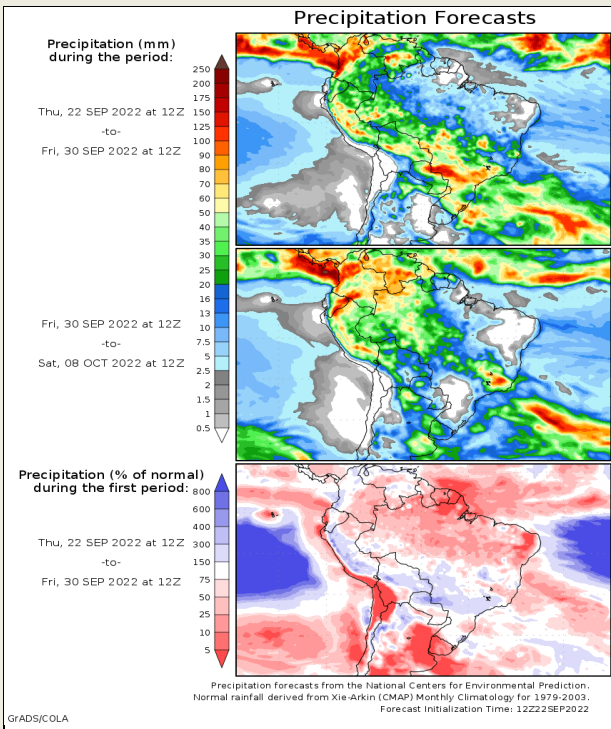 Precipitation Forecasts
Precipitation (mm)
during the period:
Thu, 22 SEP 2022 at 12Z
-to-
Fri, 30 SEP 2022 at 12Z
250
200
175
150
125
100
90
80
70
60
50
40
35
30
25
20
16
13
10
7.5
5
2.5
2
1.5
1
0.5
Fri, 30 SEP 2022 at 12Z
-to-
Sat, 08 OCT 2022 at 12Z
Precipitation (% of normal)
during the first period:
Thu, 22 SEP 2022 at 12Z
-to-
Fri, 30 SEP 2022 at 12Z
800
600
400
300
150
75
50
25
10
5
Precipitation forecasts from the National Centers for Environmental Prediction.
Normal rainfall derived from Xie-Arkin (CMAP) Monthly Climatology for 1979-2003.
Forecast Initialization Time: 12Z22SEP2022
GrADS/COLA